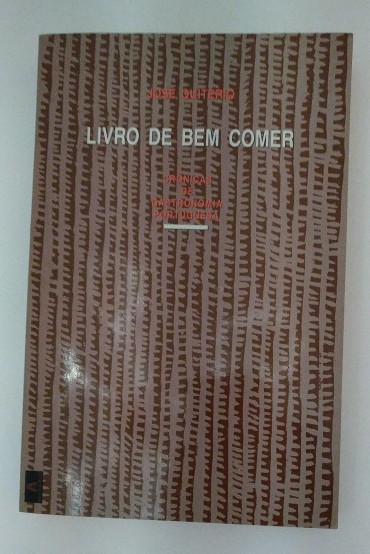 JOSÉ QUITÉRIO
LIVRO DE BEM COMER
CRÓNICAS
DE
GASTRONOMIA
PORTUGUESA
A